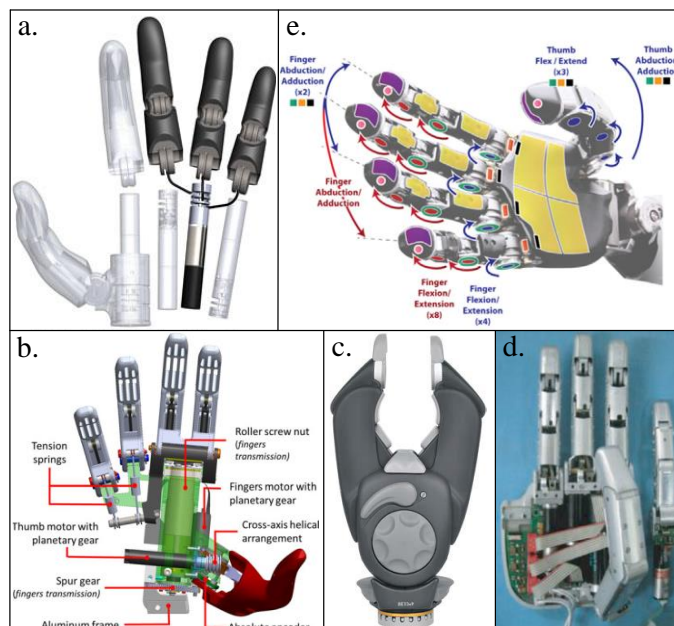 a.
e.
Finger
Abduction/
Adduction
(x2)
Thumb
Flex / Extend
(x3)
Thumb
Abduction/
Adduction
Finger
Abduction/
Adduction
Finger
Flexion/
Extension
(x8)
Finger
Flexion/
Extension
(x4)
b.
Tension
springs
Roller screw nut
(fingers
transmission)
Fingers motor with
planetary gear
Thumb motor with
planetary gear
Cross-axis helical
arrangement
Spur gear
(fingers transmission)
Aluminum frame
Absolute encoder
c.
d.